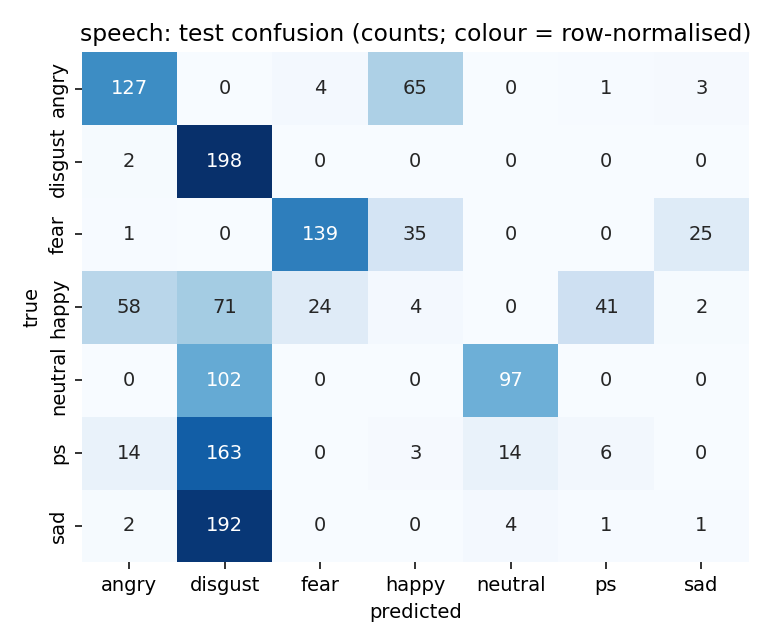 speech: test confusion (counts; colour = row-normalised)
angry 127 0 4 65 0 1 3
disgust 2 198 0 0 0 0 0
fear 1 0 139 35 0 0 25
happy 58 71 24 4 0 41 2
neutral 0 102 0 0 97 0 0
ps 14 163 0 3 14 6 0
sad 2 192 0 0 4 1 1
true
angry disgust fear happy neutral ps sad
predicted